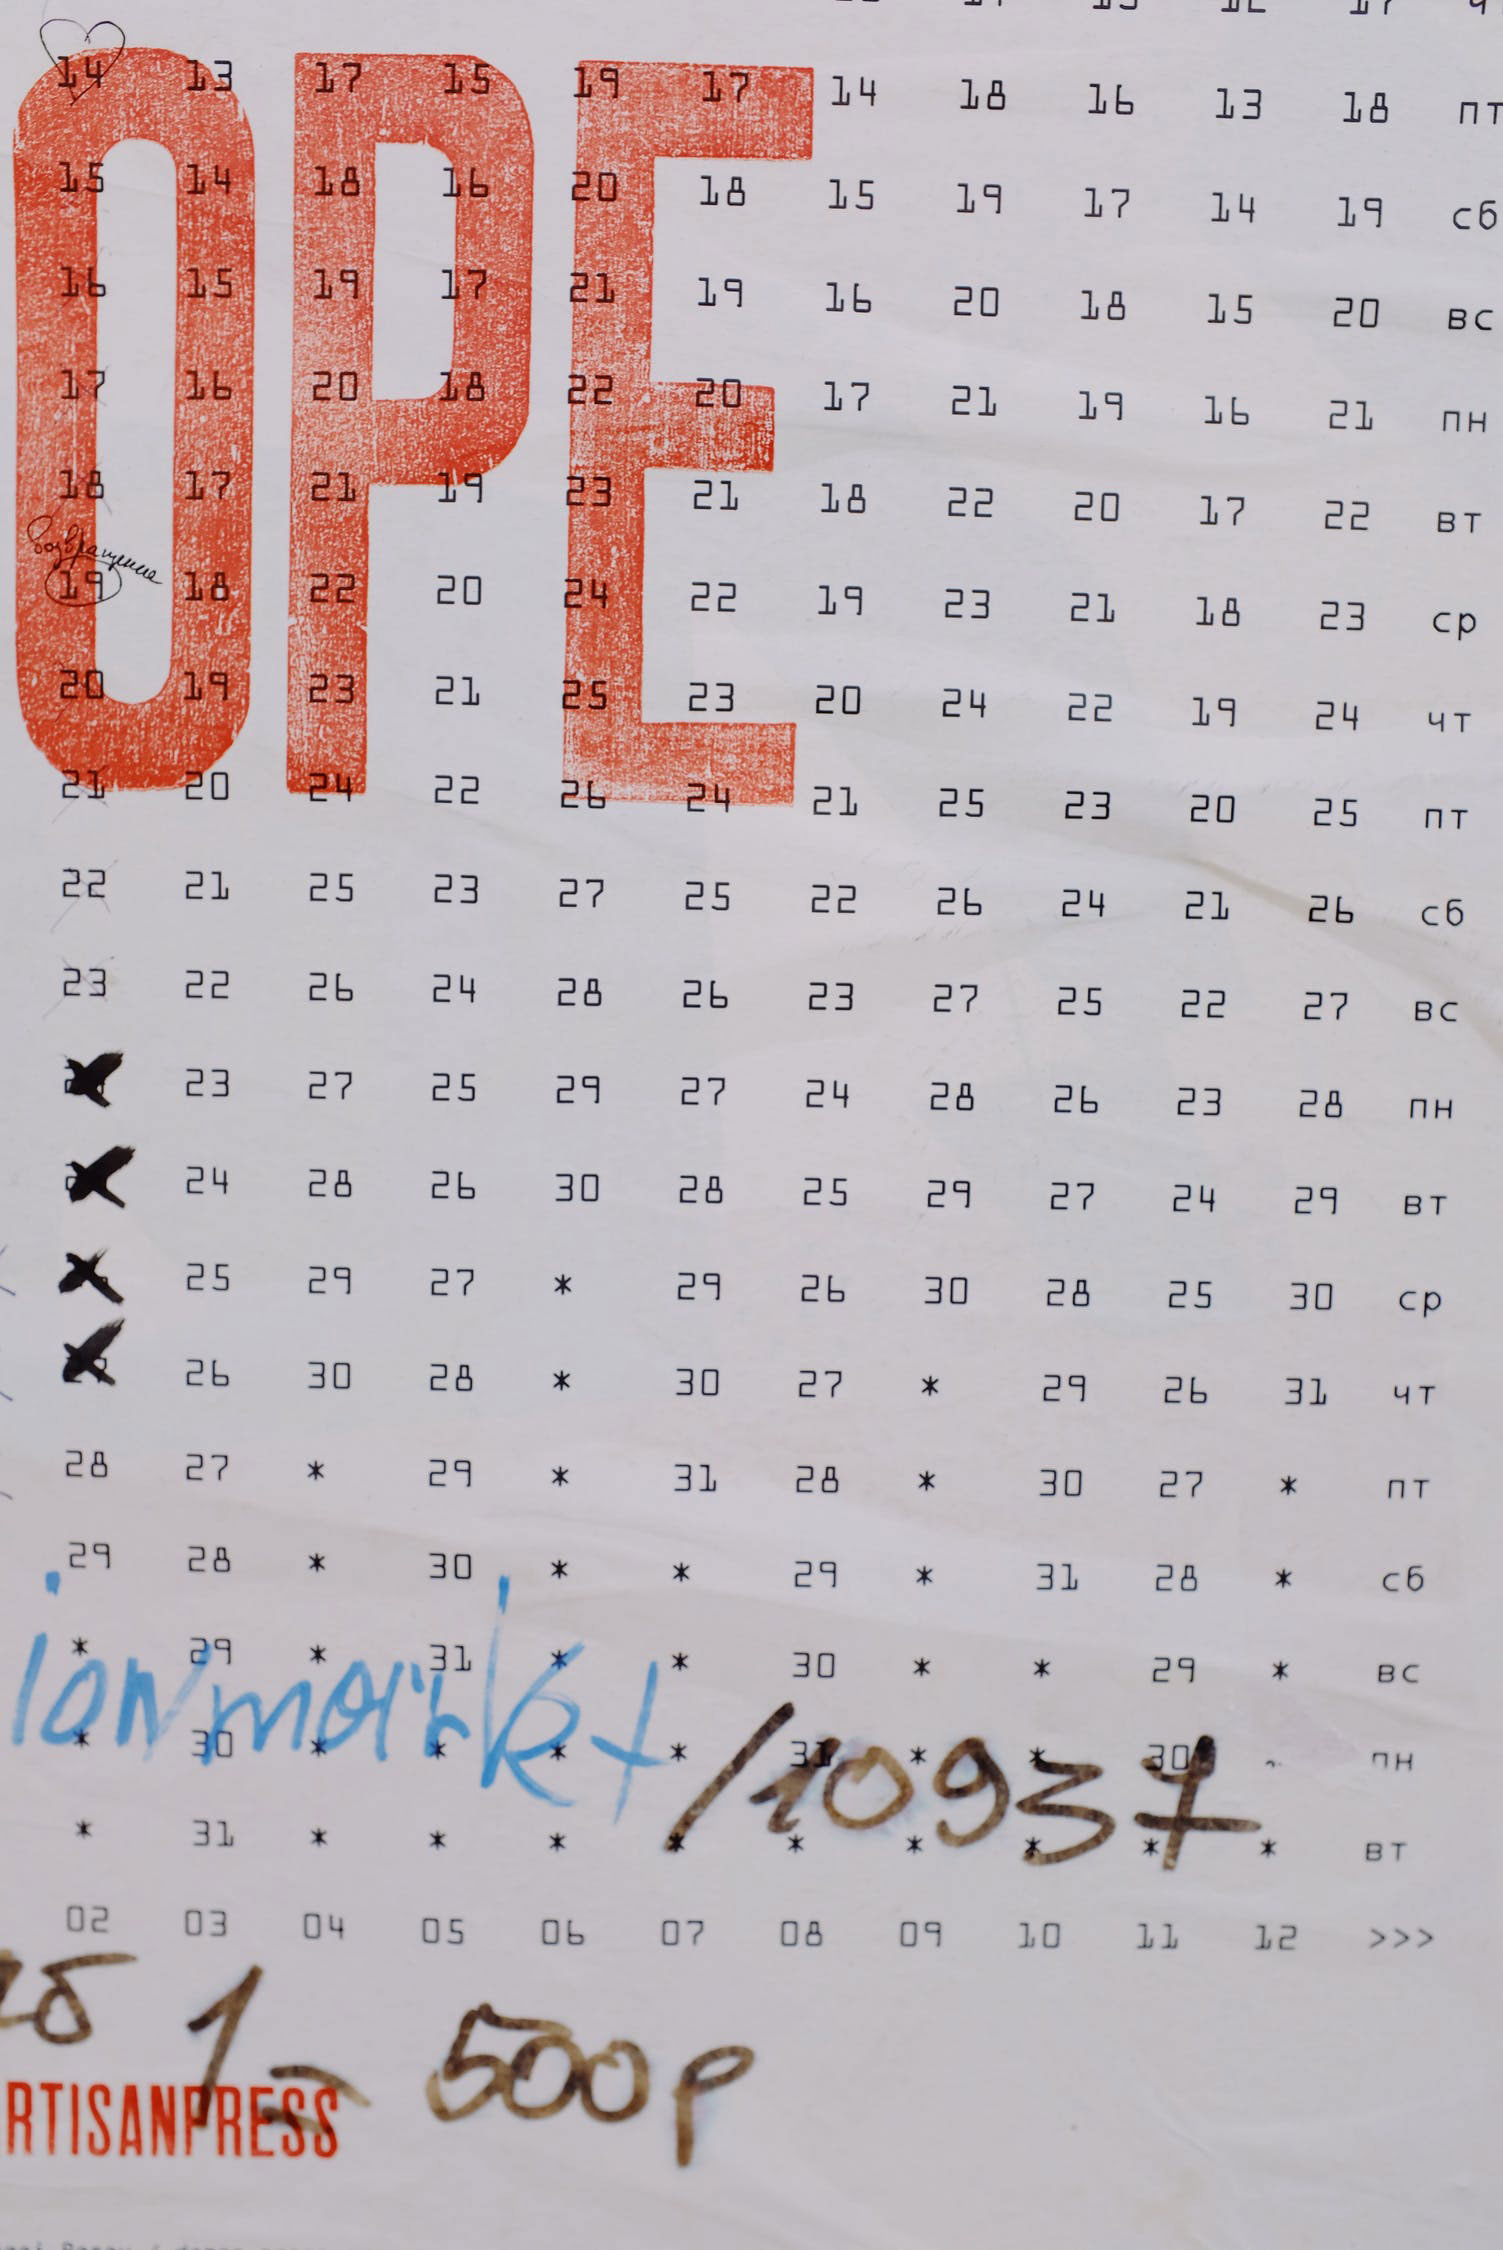 OPE
14 13 17 15 19 17 14 18 16 13 18 пт
15 14 18 16 20 18 15 19 17 14 19 сб
16 15 19 17 21 19 16 20 18 15 20 вс
17 16 20 18 22 20 17 21 19 16 21 пн
18 17 21 19 23 21 18 22 20 17 22 вт
Возвращение
19 18 22 20 24 22 19 23 21 18 23 ср
20 19 23 21 25 23 20 24 22 19 24 чт
21 20 24 22 26 24 21 25 23 20 25 пт
22 21 25 23 27 25 22 26 24 21 26 сб
23 22 26 24 28 26 23 27 25 22 27 вс
23 27 25 29 27 24 28 26 23 28 пн
24 28 26 30 28 25 29 27 24 29 вт
25 29 27 * 29 26 30 28 25 30 ср
26 30 28 * 30 27 * 29 26 31 чт
28 27 * 29 * 31 28 * 30 27 * пт
29 28 * 30 * * 29 * 31 28 * сб
* 29 * 31 * * 30 * * 29 * вс
* 30 * * * * 31 * * 30 пн
/10937
* 31 * * * * * * * * * вт
02 03 04 05 06 07 08 09 10 11 12 >>>
1 - 500р
RTISANPRESS